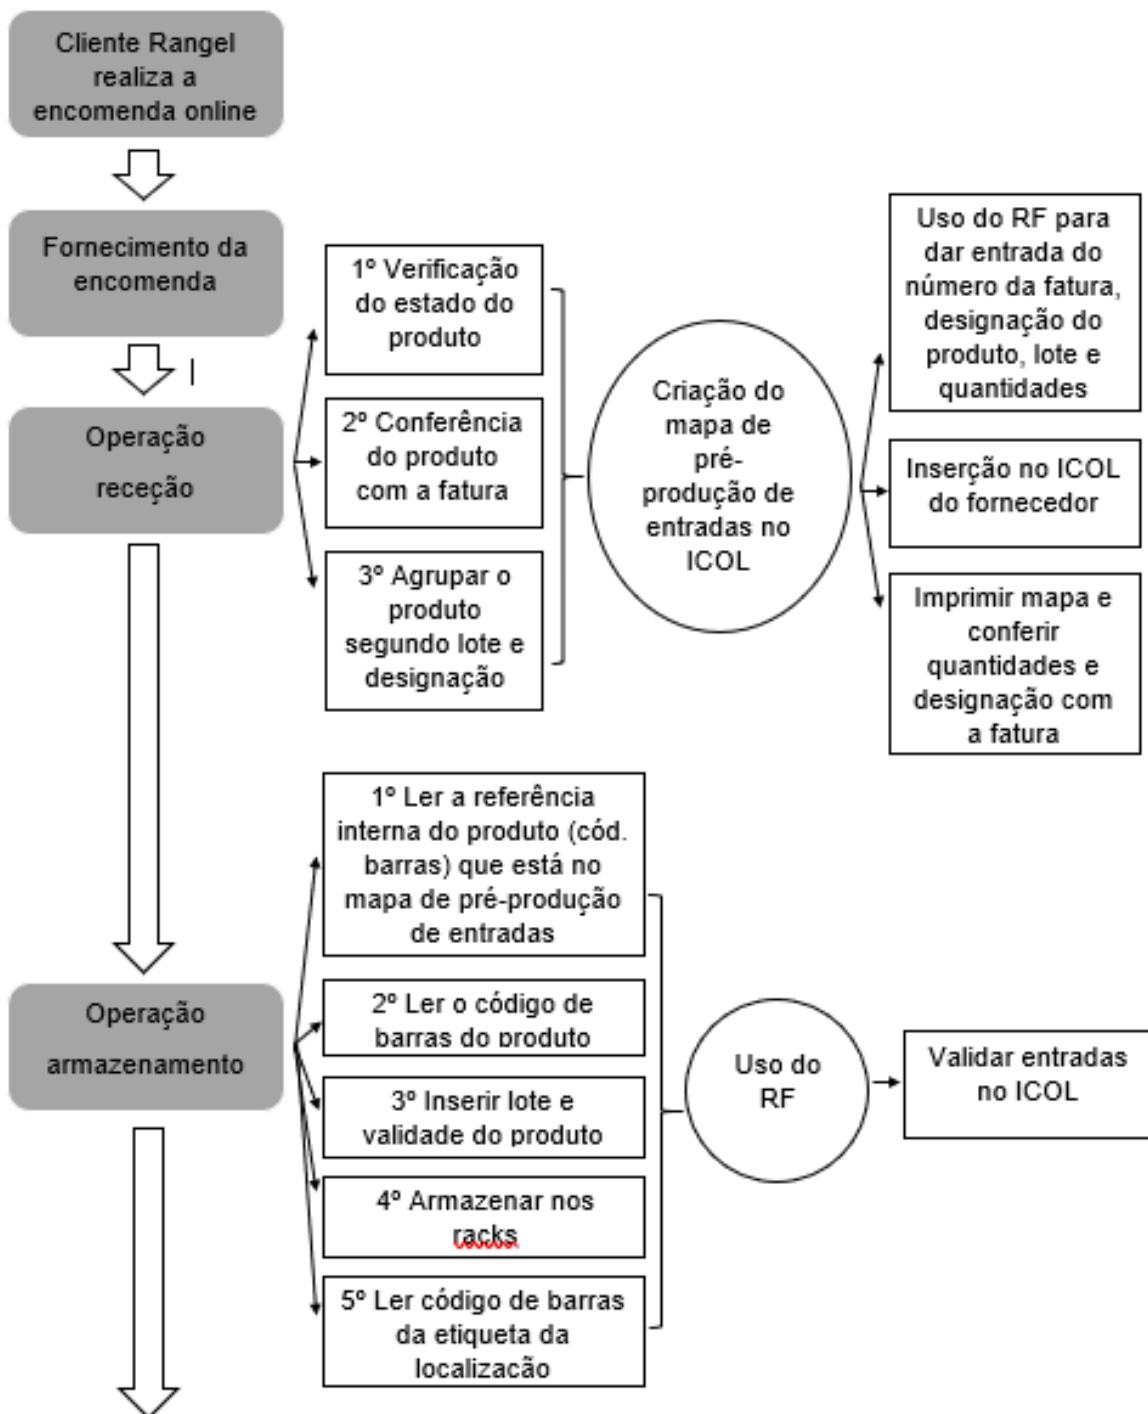 Cliente Rangel
realiza a
encomenda online
Fornecimento da
encomenda
Operação
receção
1º Verificação
do estado do
produto
2º Conferência
do produto
com a fatura
3º Agrupar o
produto
segundo lote e
designação
Criação do
mapa de
pré-
produção de
entradas no
ICOL
Uso do RF para
dar entrada do
número da fatura,
designação do
produto, lote e
quantidades
Inserção no ICOL
do fornecedor
Imprimir mapa e
conferir
quantidades e
designação com
a fatura
Operação
armazenamento
1º Ler a referência
interna do produto (cód.
barras) que está no
mapa de pré-produção
de entradas
2º Ler o código de
barras do produto
3º Inserir lote e
validade do produto
4º Armazenar nos
racks
5º Ler código de barras
da etiqueta da
localização
Uso do
RF
Validar entradas
no ICOL